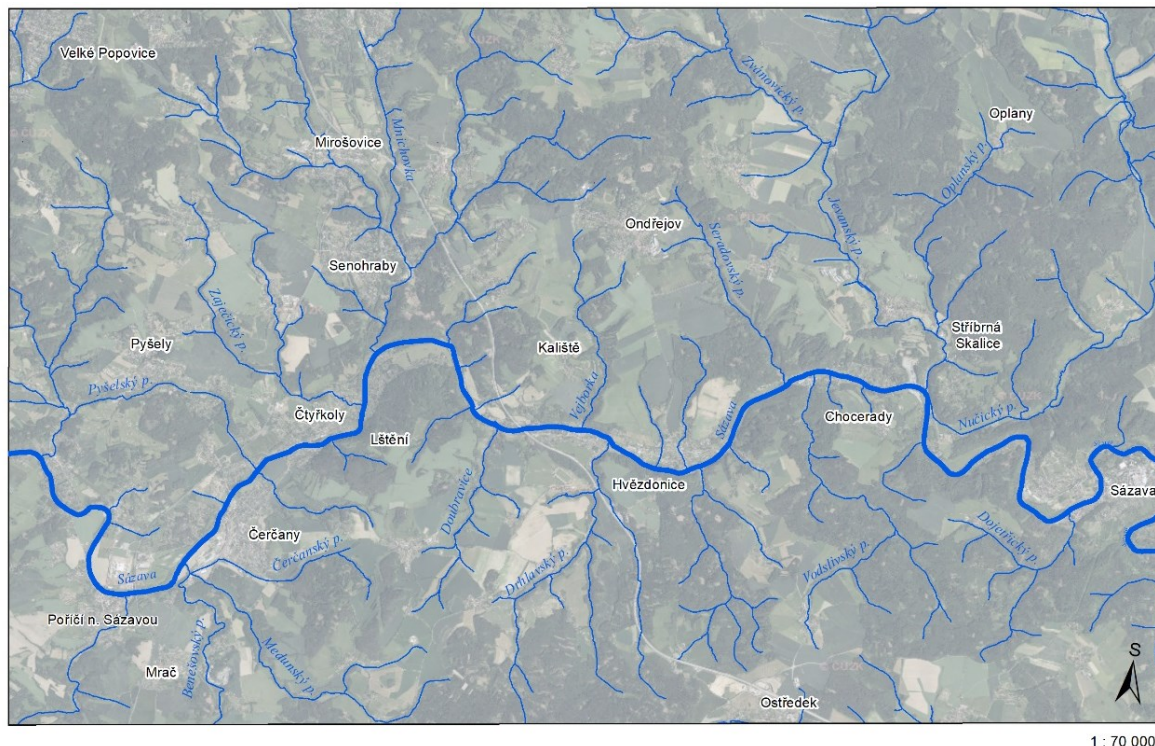 Velké Popovice
Zvánovický p.
Oplany
© ČÚZK
Mnichovka
Mirošovice
Oplanský p.
Jevanský p.
Ondřejov
Seradovský p.
Senohraby
Zaječický p.
Stříbrná
Skalice
Pyšely
Kaliště
Pyšelský p.
Vejborka
Čtyřkoly
Chocerady
Nučický p.
Lštění
Sázava
Hvězdonice
Sázava
Doubravice
Čerčany
Dojetřický p.
Čerčanský p.
Vodslivský p.
Sázava
Poříčí n. Sázavou
Benešovský p.
Medunský p.
Mrač
S
Ostředek
1 : 70 000